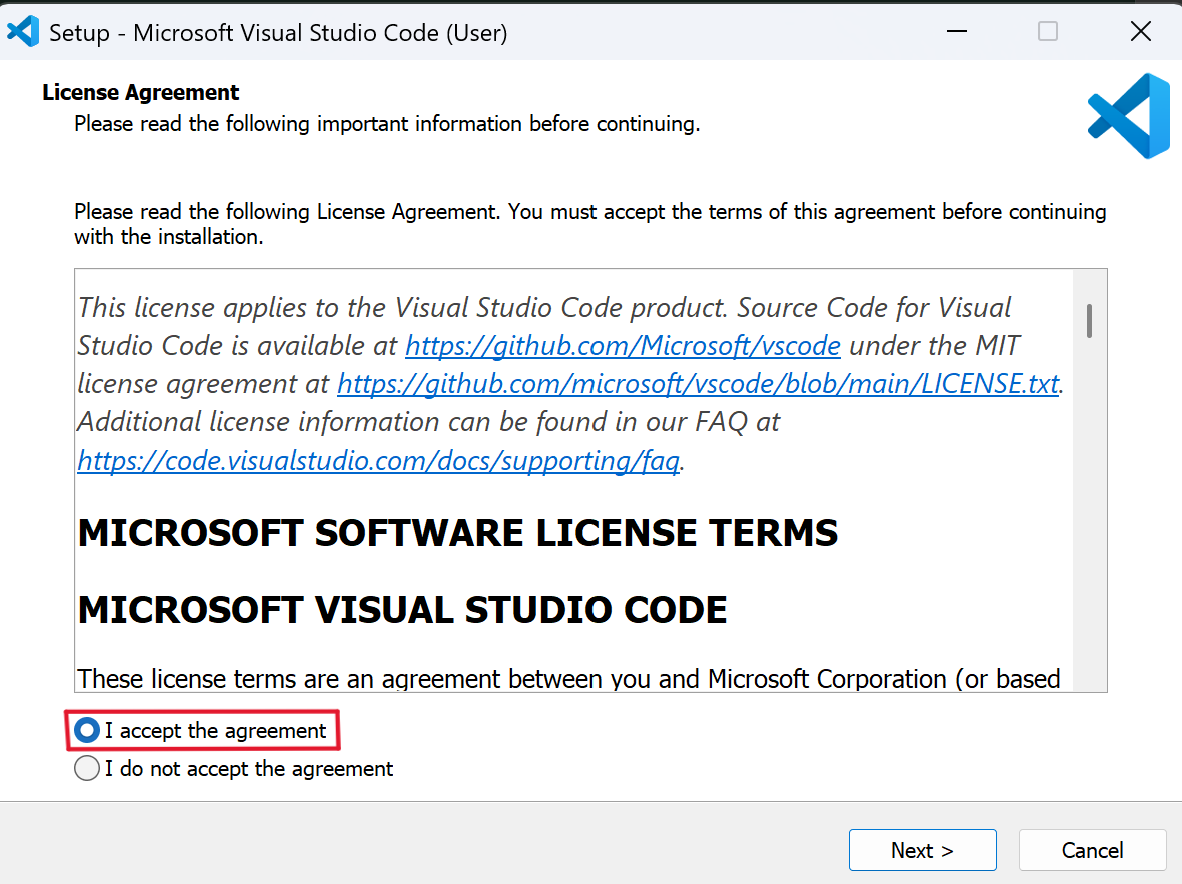 Setup - Microsoft Visual Studio Code (User)
License Agreement
Please read the following important information before continuing.
Please read the following License Agreement. You must accept the terms of this agreement before continuing
with the installation.
This license applies to the Visual Studio Code product. Source Code for Visual
Studio Code is available at https://github.com/Microsoft/vscode under the MIT
license agreement at https://github.com/microsoft/vscode/blob/main/LICENSE.txt.
Additional license information can be found in our FAQ at
https://code.visualstudio.com/docs/supporting/faq.
MICROSOFT SOFTWARE LICENSE TERMS
MICROSOFT VISUAL STUDIO CODE
These license terms are an agreement between you and Microsoft Corporation (or based
I accept the agreement
I do not accept the agreement
Next >
Cancel